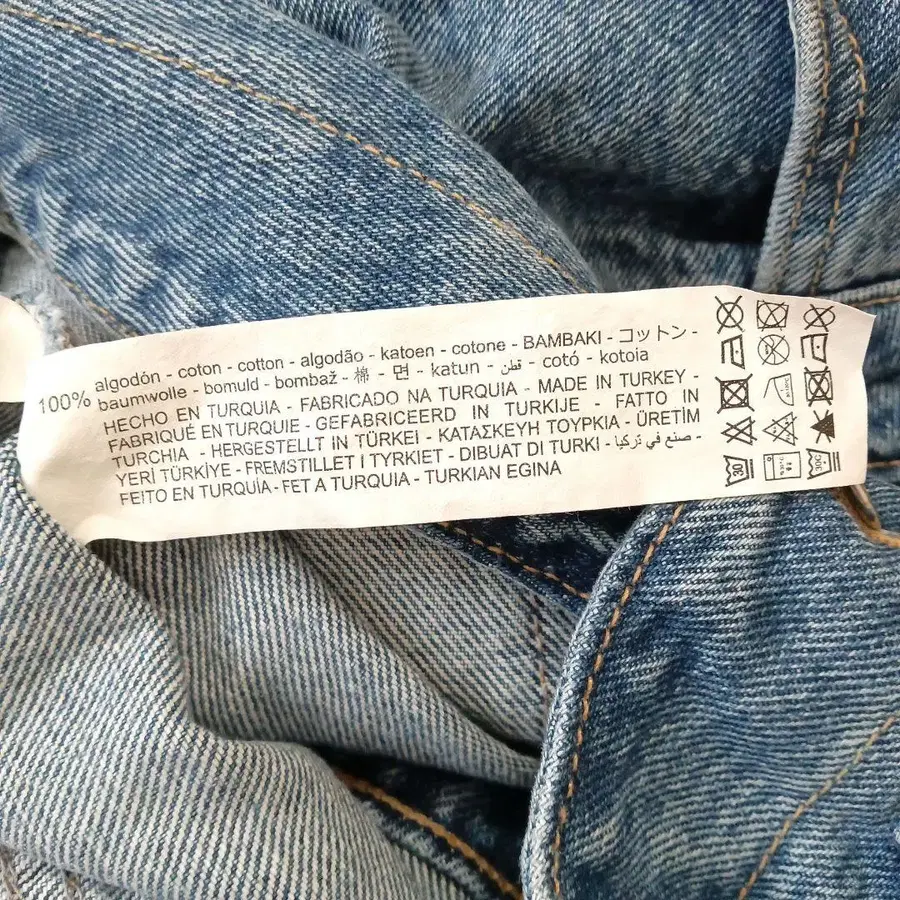 100% algodón - coton - cotton - algodão - katoen - cotone - BAMBAKI - コットン -
baumwolle - bomuld - bombaž - 棉 - 면 - katun - قطن - cotó - kotoia
HECHO EN TURQUIA - FABRICADO NA TURQUIA - MADE IN TURKEY -
FABRIQUÉ EN TURQUIE - GEFABRICEERD IN TURKIJE - FATTO IN
TURCHIA - HERGESTELLT IN TÜRKEI - ΚΑΤΑΣΚΕΥΗ ΤΟΥΡΚΙΑ - ÜRETİM
YERİ TÜRKİYE - FREMSTILLET I TYRKIET - DIBUAT DI TURKI - صنع في تركيا -
FEITO EN TURQUÍA - FET A TURQUIA - TURKIAN EGINA